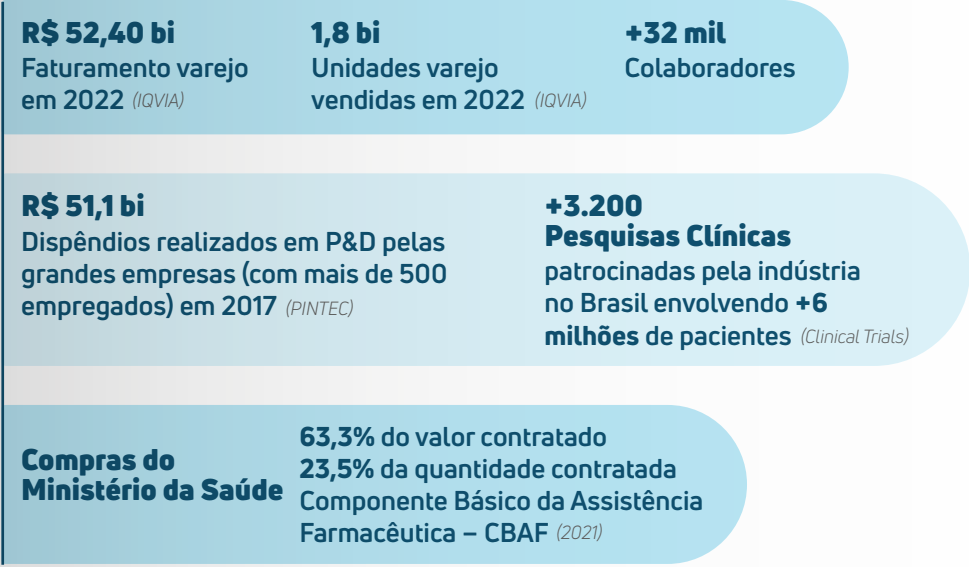 R$ 52,40 bi
Faturamento varejo
em 2022 (IQVIA)
1,8 bi
Unidades varejo
vendidas em 2022 (IQVIA)
+32 mil
Colaboradores
R$ 51,1 bi
Dispêndios realizados em P&D pelas
grandes empresas (com mais de 500
empregados) em 2017 (PINTEC)
+3.200
Pesquisas Clínicas
patrocinadas pela indústria
no Brasil envolvendo +6
milhões de pacientes (Clinical Trials)
Compras do
Ministério da Saúde
63,3% do valor contratado
23,5% da quantidade contratada
Componente Básico da Assistência
Farmacêutica – CBAF (2021)